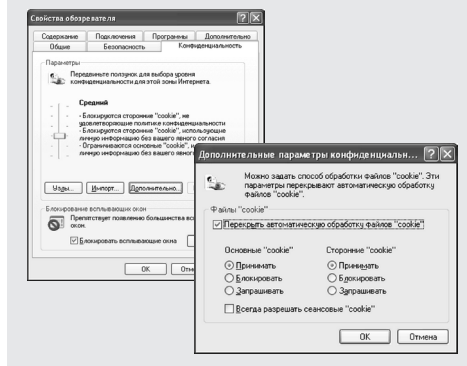 Свойства обозревателя
Содержание Подключения Программы Дополнительно
Общие Безопасность Конфиденциальность
Параметры
Передвиньте ползунок для выбора уровня
конфиденциальности для этой зоны Интернета.
Средний
- Блокируются сторонние "cookie", не
удовлетворяющие политике конфиденциальности
- Блокируются сторонние "cookie", использующие
личную информацию без вашего явного согласия
- Ограничиваются основные "cookie",
личную информацию без вашего явного
Узлы... Импорт... Дополнительно...
Блокирование всплывающих окон
Препятствует появлению большинства
окон.
Блокировать всплывающие окна
OK
Дополнительные параметры конфиденциальн...
Можно задать способ обработки файлов "cookie". Эти
параметры перекрывают автоматическую обработку
файлов "cookie".
Файлы "cookie"
Перекрыть автоматическую обработку файлов "cookie"
Основные "cookie" Сторонние "cookie"
Принимать Принимать
Блокировать Блокировать
Запрашивать Запрашивать
Всегда разрешать сеансовые "cookie"
OK Отмена